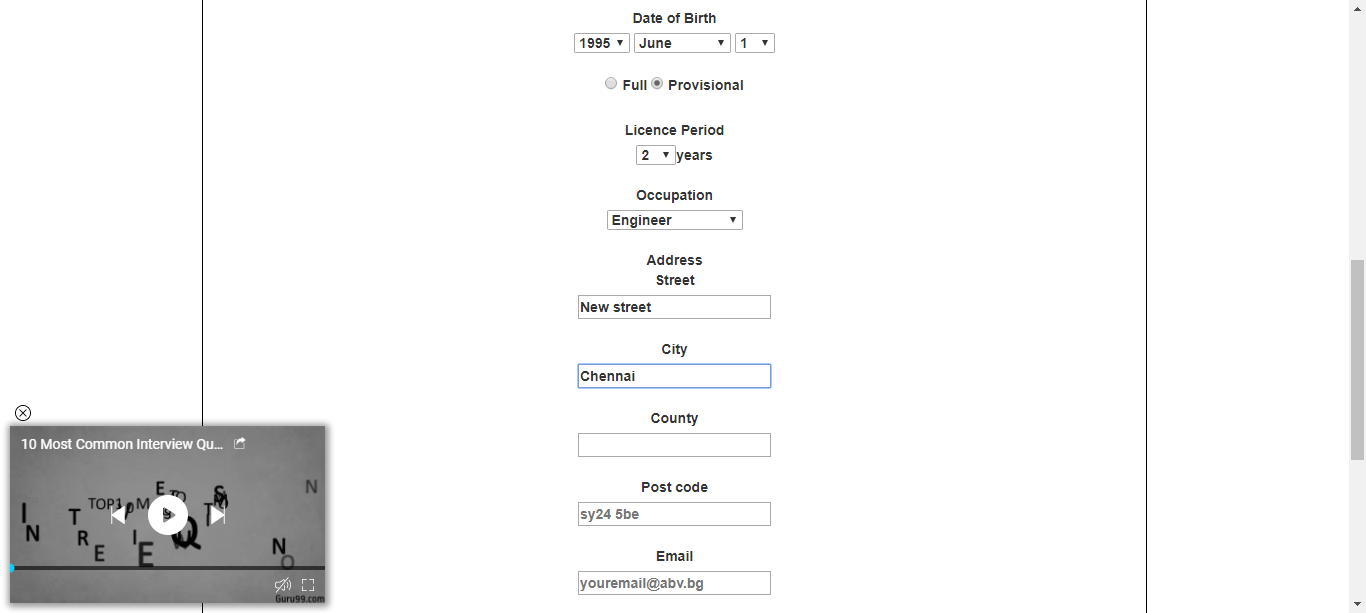 Date of Birth
1995 June 1
Full Provisional
Licence Period
2 years
Occupation
Engineer
Address
Street
New street
City
Chennai
County
Post code
sy24 5be
Email
youremail@abv.bg
10 Most Common Interview Qu...
TOP10
Guru99.com